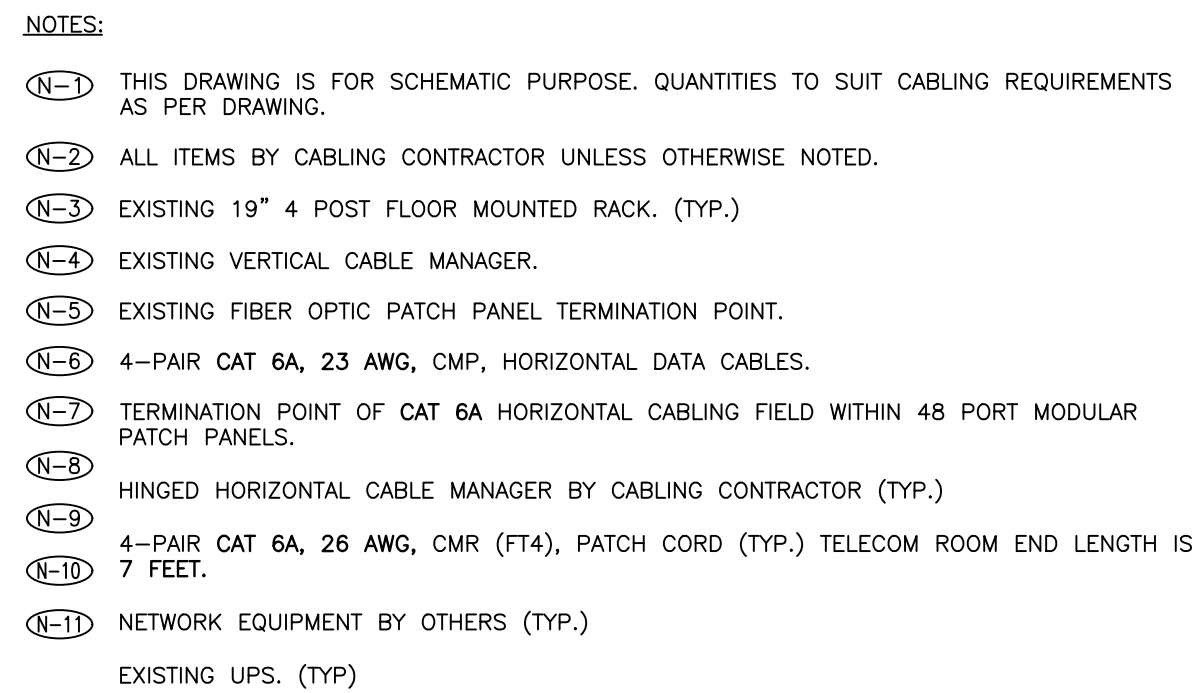 NOTES:
N-1 THIS DRAWING IS FOR SCHEMATIC PURPOSE. QUANTITIES TO SUIT CABLING REQUIREMENTS
AS PER DRAWING.
N-2 ALL ITEMS BY CABLING CONTRACTOR UNLESS OTHERWISE NOTED.
N-3 EXISTING 19" 4 POST FLOOR MOUNTED RACK. (TYP.)
N-4 EXISTING VERTICAL CABLE MANAGER.
N-5 EXISTING FIBER OPTIC PATCH PANEL TERMINATION POINT.
N-6 4-PAIR CAT 6A, 23 AWG, CMP, HORIZONTAL DATA CABLES.
N-7 TERMINATION POINT OF CAT 6A HORIZONTAL CABLING FIELD WITHIN 48 PORT MODULAR
PATCH PANELS.
N-8
HINGED HORIZONTAL CABLE MANAGER BY CABLING CONTRACTOR (TYP.)
N-9
4-PAIR CAT 6A, 26 AWG, CMR (FT4), PATCH CORD (TYP.) TELECOM ROOM END LENGTH IS
N-10 7 FEET.
N-11 NETWORK EQUIPMENT BY OTHERS (TYP.)
EXISTING UPS. (TYP)